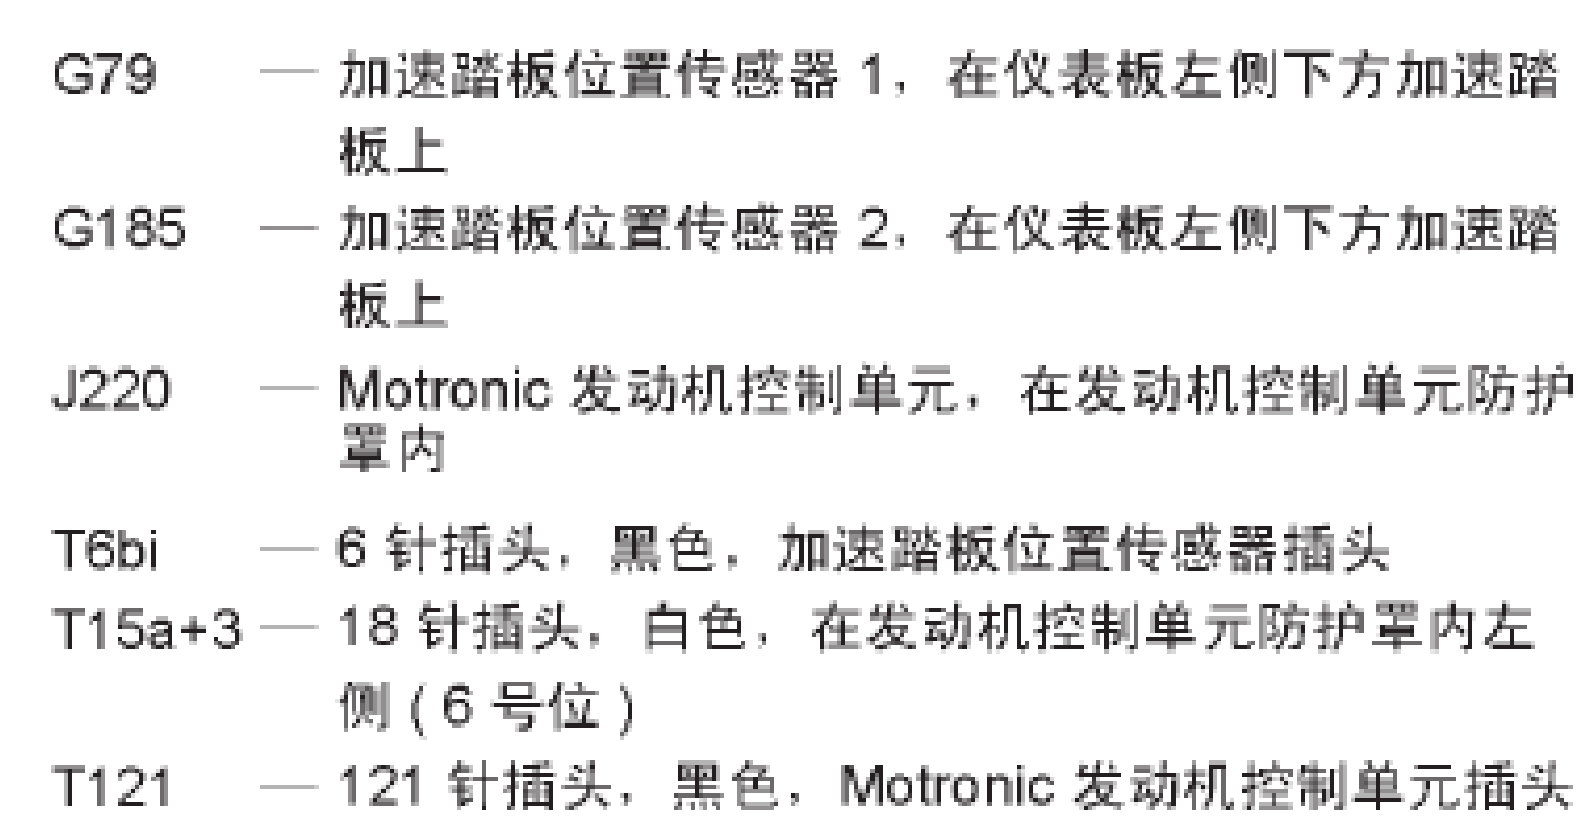 G79 — 加速踏板位置传感器 1，在仪表板左侧下方加速踏
板上
G185 — 加速踏板位置传感器 2，在仪表板左侧下方加速踏
板上
J220 — Motronic 发动机控制单元，在发动机控制单元防护
罩内
T6bi — 6 针插头，黑色，加速踏板位置传感器插头
T15a+3 — 18 针插头，白色，在发动机控制单元防护罩内左
侧 ( 6 号位 )
T121 — 121 针插头，黑色，Motronic 发动机控制单元插头